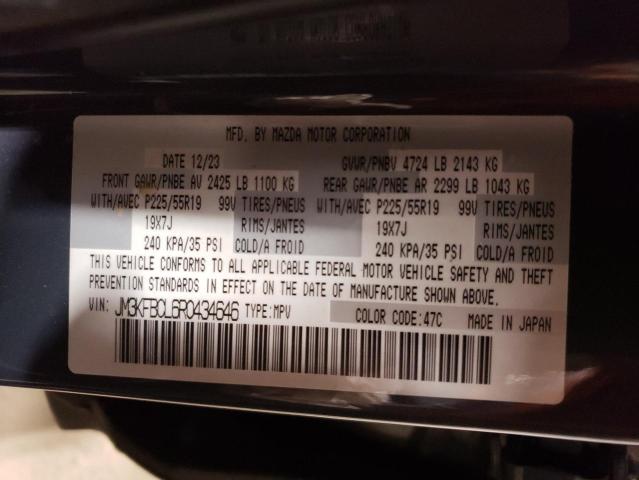 MFD. BY MAZDA MOTOR CORPORATION
DATE 12/23 GVWR/PNBV 4724 LB 2143 KG
FRONT GAWR/PNBE AV 2425 LB 1100 KG REAR GAWR/PNBE AR 2299 LB 1043 KG
WITH/AVEC P225/55R19 99V TIRES/PNEUS WITH/AVEC P225/55R19 99V TIRES/PNEUS
19X7J RIMS/JANTES 19X7J RIMS/JANTES
240 KPA/35 PSI COLD/A FROID 240 KPA/35 PSI COLD/A FROID
THIS VEHICLE CONFORMS TO ALL APPLICABLE FEDERAL MOTOR VEHICLE SAFETY AND THEFT
PREVENTION STANDARDS IN EFFECT ON THE DATE OF MANUFACTURE SHOWN ABOVE.
VIN: JM3KFBCL6R0434646 TYPE:MPV COLOR CODE:47C MADE IN JAPAN